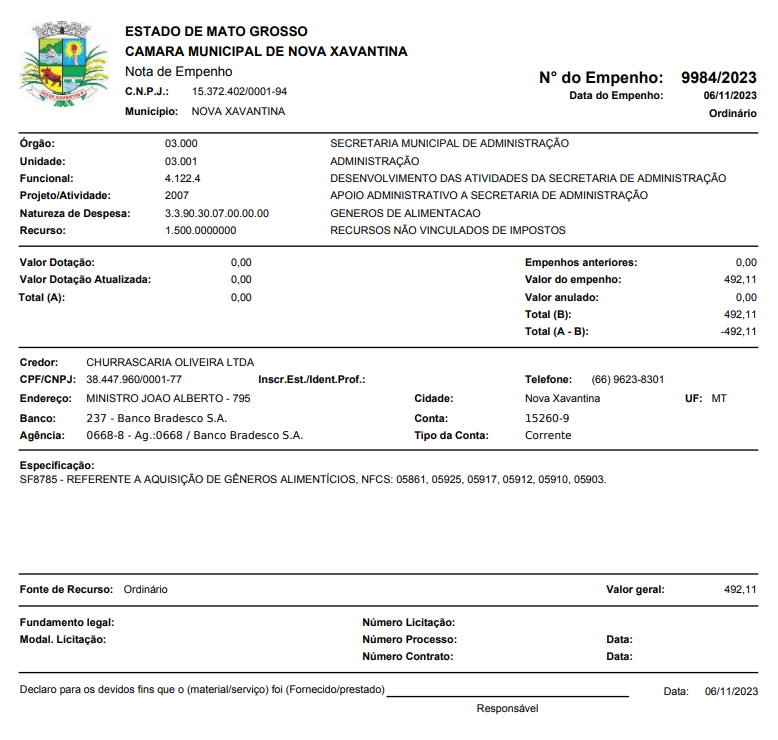 ESTADO DE MATO GROSSO
CAMARA MUNICIPAL DE NOVA XAVANTINA
Nota de Empenho
N° do Empenho: 9984/2023
C.N.P.J.: 15.372.402/0001-94
Data do Empenho: 06/11/2023
Município: NOVA XAVANTINA
Ordinário
Órgão: 03.000 SECRETARIA MUNICIPAL DE ADMINISTRAÇÃO
Unidade: 03.001 ADMINISTRAÇÃO
Funcional: 4.122.4 DESENVOLVIMENTO DAS ATIVIDADES DA SECRETARIA DE ADMINISTRAÇÃO
Projeto/Atividade: 2007 APOIO ADMINISTRATIVO A SECRETARIA DE ADMINISTRAÇÃO
Natureza de Despesa: 3.3.90.30.07.00.00.00 GENEROS DE ALIMENTACAO
Recurso: 1.500.0000000 RECURSOS NÃO VINCULADOS DE IMPOSTOS
Valor Dotação: 0,00 Empenhos anteriores: 0,00
Valor Dotação Atualizada: 0,00 Valor do empenho: 492,11
Total (A): 0,00 Valor anulado: 0,00
Total (B): 492,11
Total (A - B): -492,11
Credor: CHURRASCARIA OLIVEIRA LTDA
CPF/CNPJ: 38.447.960/0001-77 Inscr.Est./Ident.Prof.: Telefone: (66) 9623-8301
Endereço: MINISTRO JOAO ALBERTO - 795 Cidade: Nova Xavantina UF: MT
Banco: 237 - Banco Bradesco S.A. Conta: 15260-9
Agência: 0668-8 - Ag.:0668 / Banco Bradesco S.A. Tipo da Conta: Corrente
Especificação:
SF8785 - REFERENTE A AQUISIÇÃO DE GÊNEROS ALIMENTÍCIOS, NFCS: 05861, 05925, 05917, 05912, 05910, 05903.
Fonte de Recurso: Ordinário Valor geral: 492,11
Fundamento legal: Número Licitação:
Modal. Licitação: Número Processo: Data:
Número Contrato: Data:
Declaro para os devidos fins que o (material/serviço) foi (Fornecido/prestado) Data: 06/11/2023
Responsável